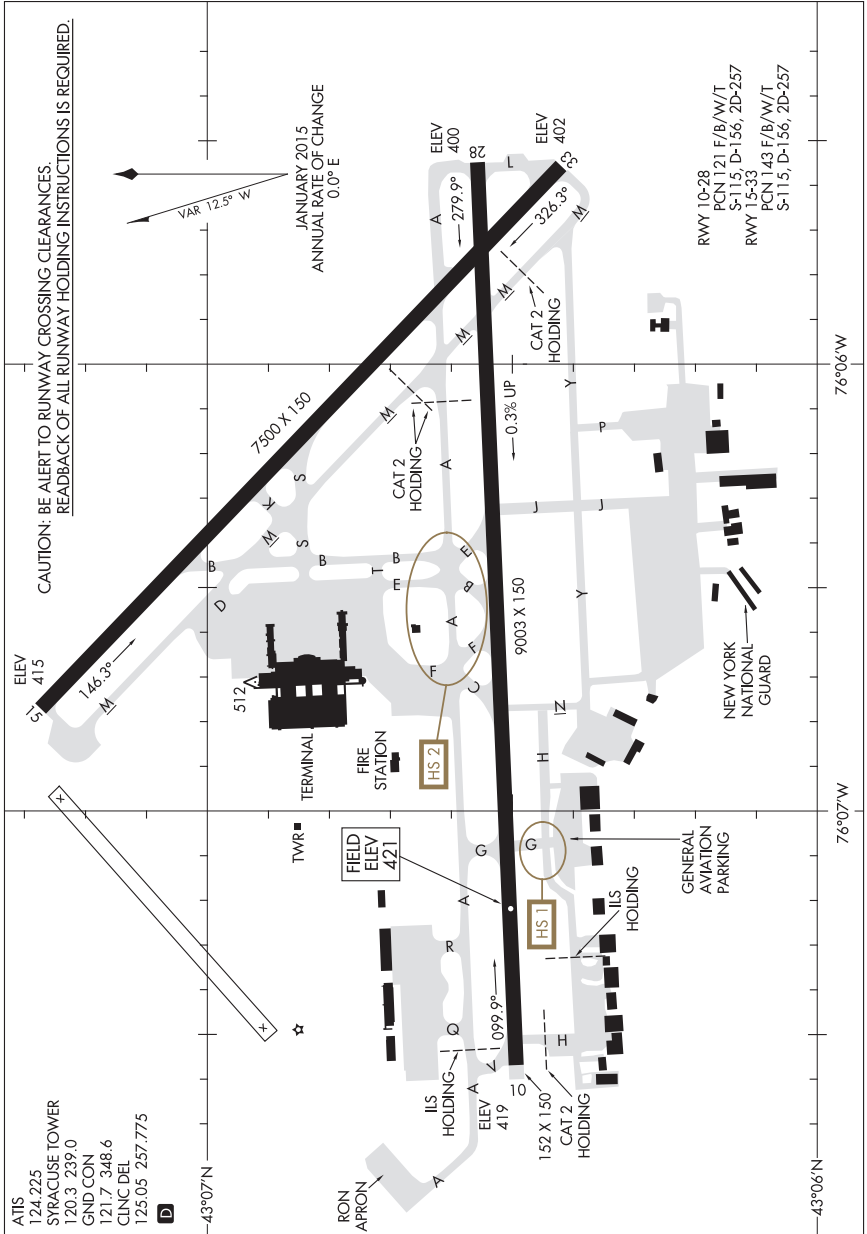 ATIS
124.225
SYRACUSE TOWER
120.3 239.0
GND CON
121.7 348.6
CLNC DEL
125.05 257.775
D
CAUTION: BE ALERT TO RUNWAY CROSSING CLEARANCES.
READBACK OF ALL RUNWAY HOLDING INSTRUCTIONS IS REQUIRED.
VAR 12.5° W
JANUARY 2015
ANNUAL RATE OF CHANGE
0.0° E
43°07'N
43°06'N
76°07'W
76°06'W
X
X
ELEV
415
15
146.3°
M
7500 X 150
D
B
B
B
T
E
E
B
M
K
S
S
M
M
M
M
512
TERMINAL
TWR
FIRE
STATION
HS 2
F
F
C
A
A
A
CAT 2
HOLDING
CAT 2
HOLDING
ELEV
400
28
279.9°
L
ELEV
402
33
326.3°
0.3% UP
9003 X 150
FIELD
ELEV
421
G
G
HS 1
A
R
Q
099.9°
ILS
HOLDING
V
A
ELEV
419
10
152 X 150
CAT 2
HOLDING
RON
APRON
A
H
H
N
ILS
HOLDING
GENERAL
AVIATION
PARKING
NEW YORK
NATIONAL
GUARD
J
J
Y
Y
P
RWY 10-28
PCN 121 F/B/W/T
S-115, D-156, 2D-257
RWY 15-33
PCN 143 F/B/W/T
S-115, D-156, 2D-257